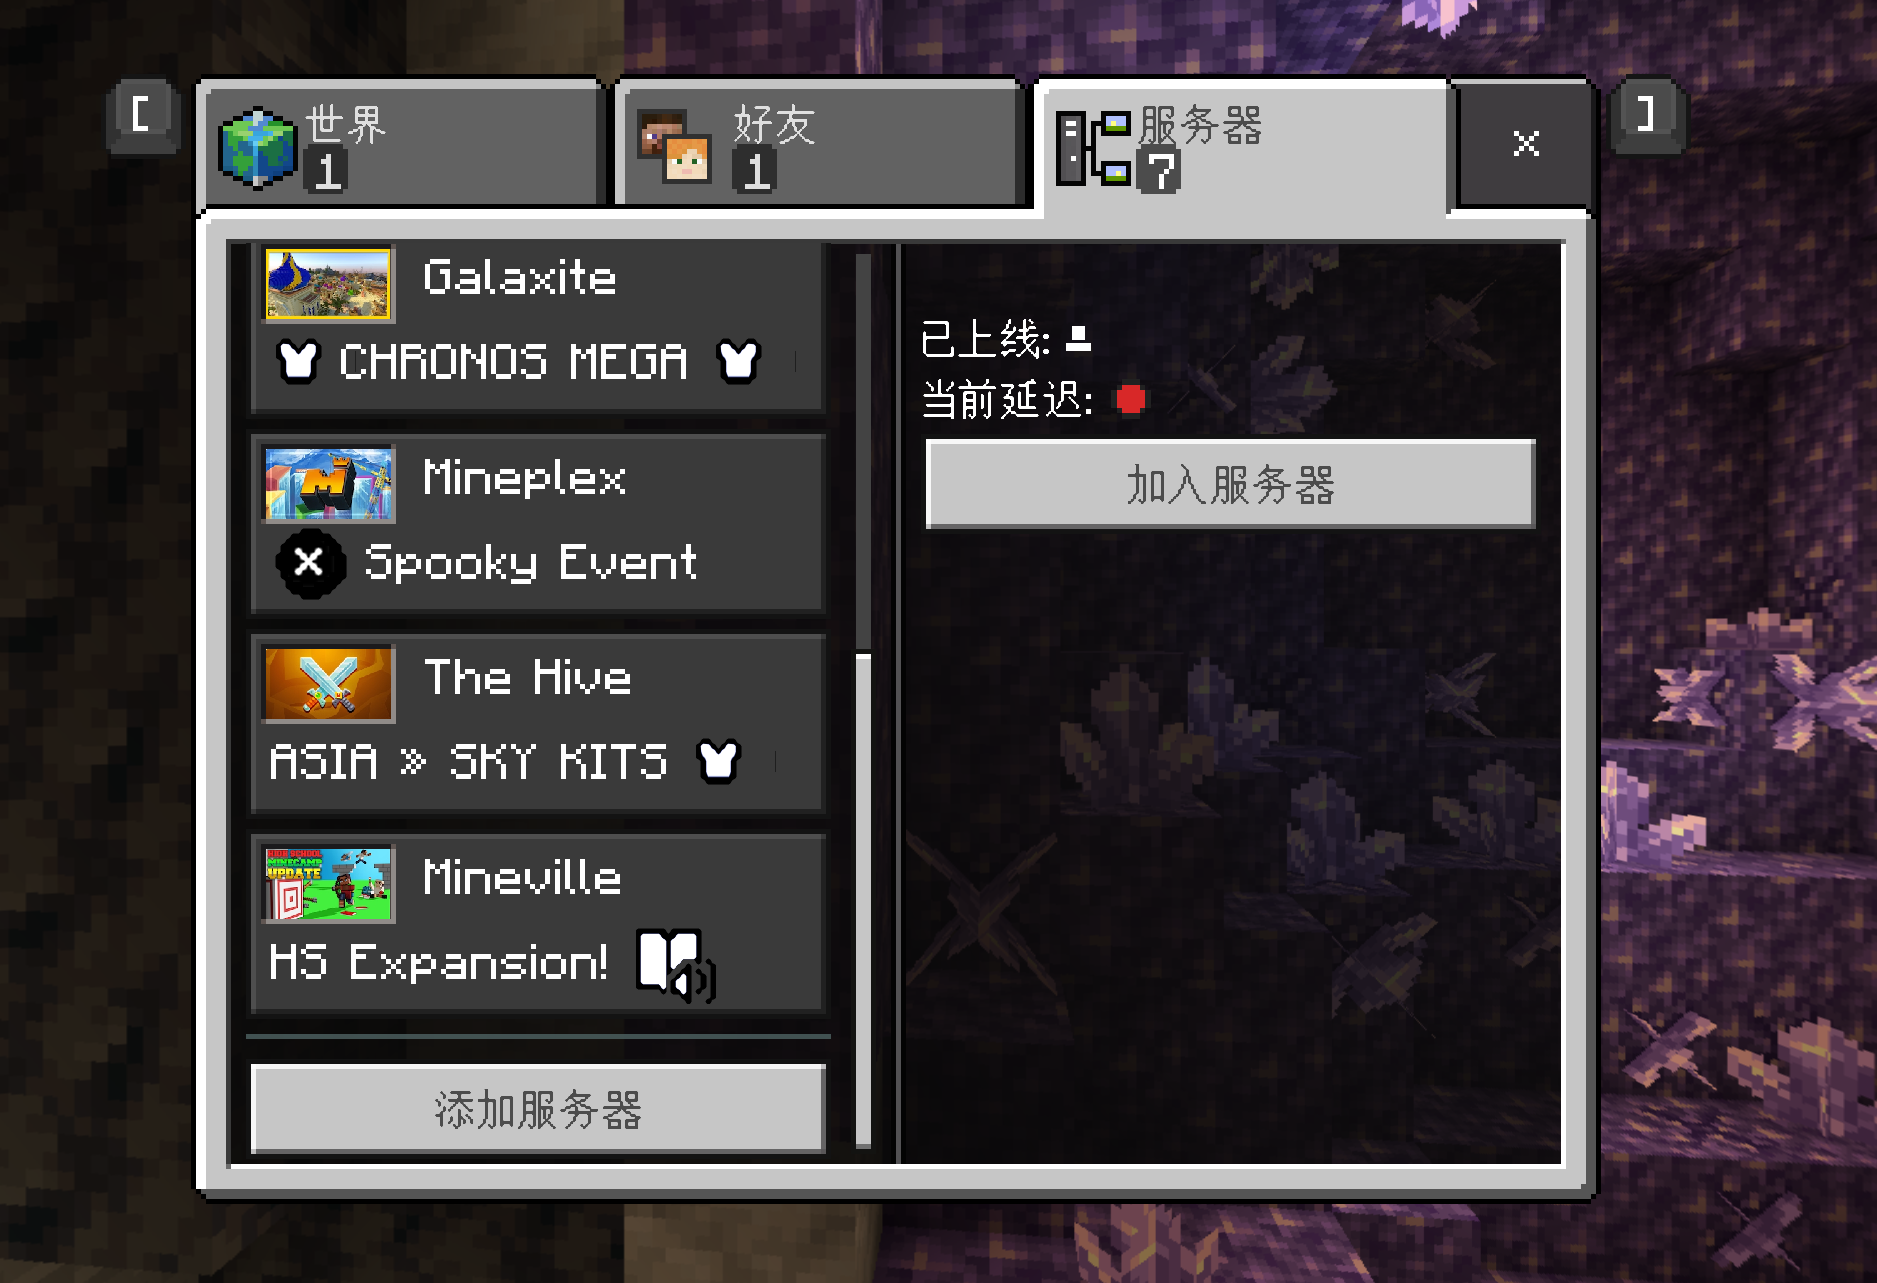 [
世界
1
好友
1
服务器
7
]
Galaxite
CHRONOS MEGA
Mineplex
Spooky Event
The Hive
ASIA » SKY KITS
MINECAMP
UPDATE
Mineville
HS Expansion!
添加服务器
已上线:
当前延迟:
加入服务器